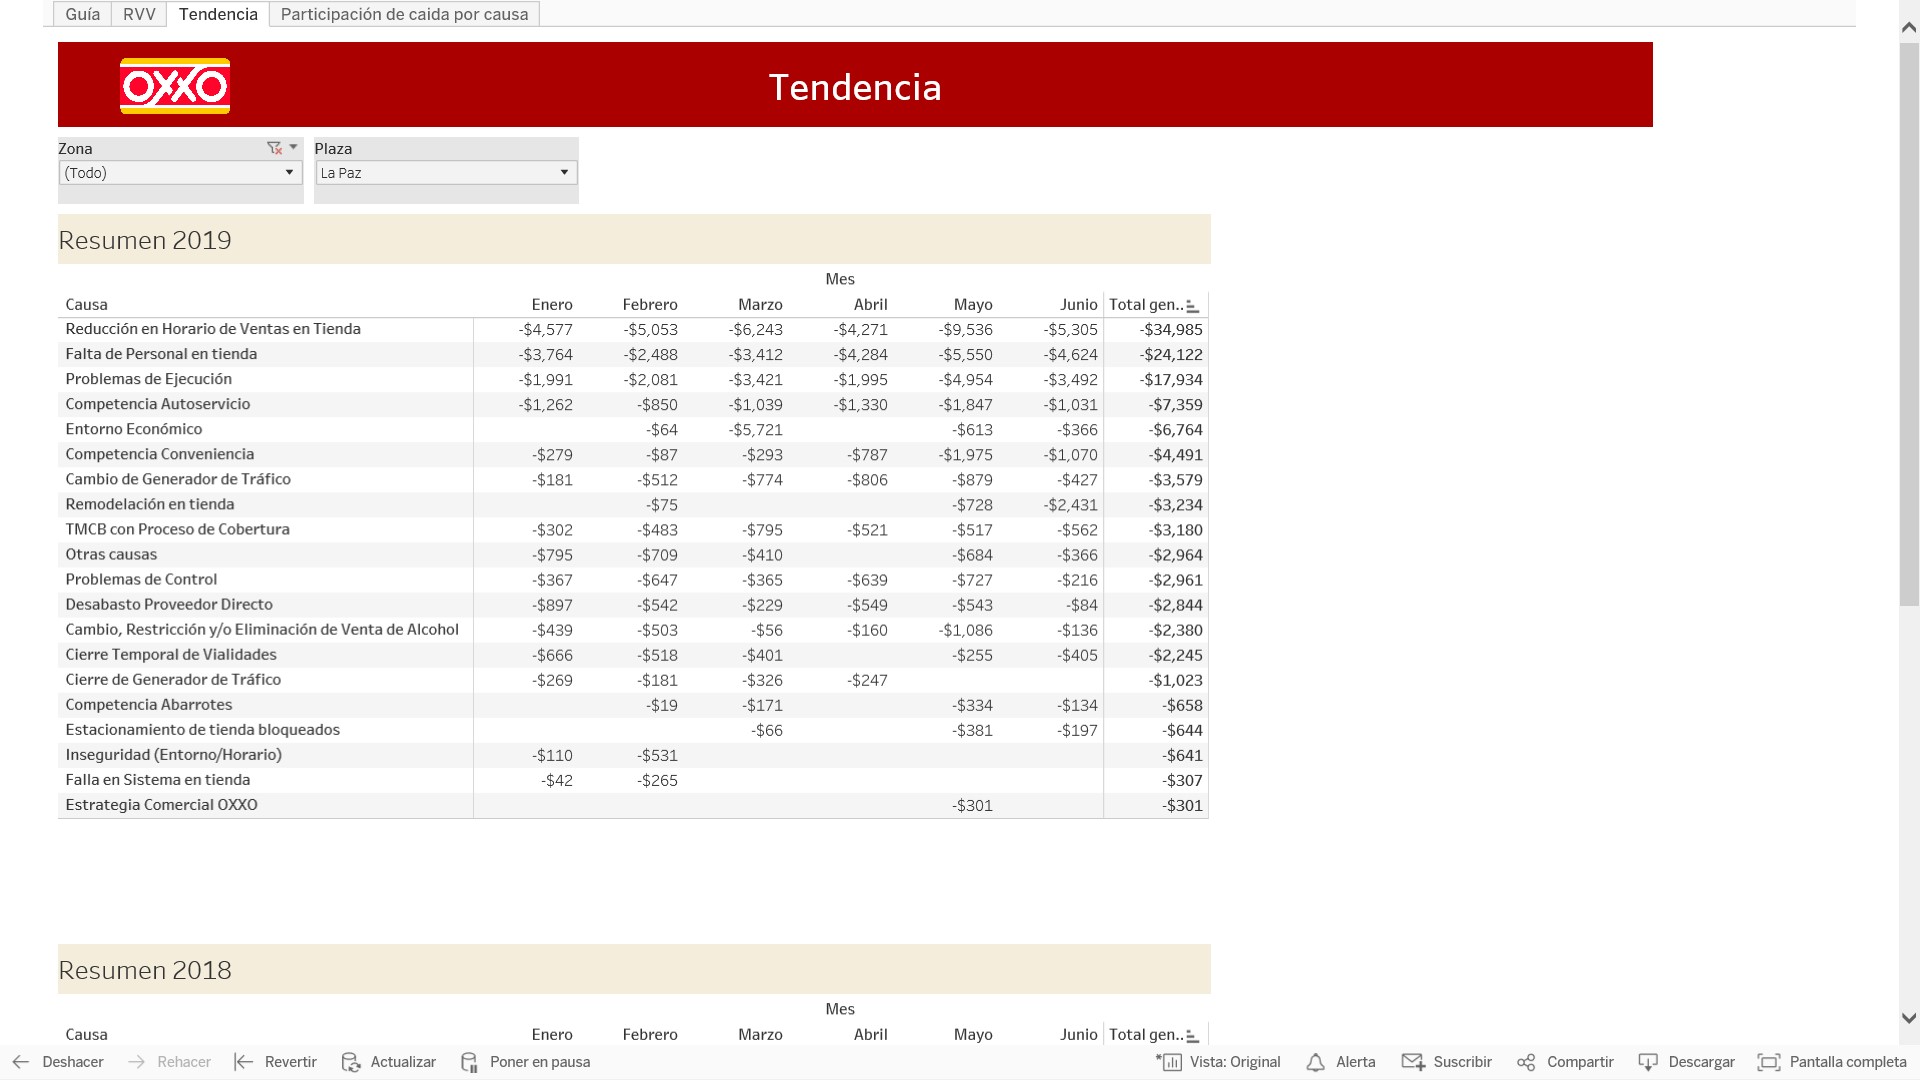 Guía RVV Tendencia Participación de caida por causa
OXXO
Tendencia
Zona Plaza
(Todo) La Paz
Resumen 2019
Mes
Causa Enero Febrero Marzo Abril Mayo Junio Total gen..
Reducción en Horario de Ventas en Tienda -$4,577 -$5,053 -$6,243 -$4,271 -$9,536 -$5,305 -$34,985
Falta de Personal en tienda -$3,764 -$2,488 -$3,412 -$4,284 -$5,550 -$4,624 -$24,122
Problemas de Ejecución -$1,991 -$2,081 -$3,421 -$1,995 -$4,954 -$3,492 -$17,934
Competencia Autoservicio -$1,262 -$850 -$1,039 -$1,330 -$1,847 -$1,031 -$7,359
Entorno Económico -$64 -$5,721 -$613 -$366 -$6,764
Competencia Conveniencia -$279 -$87 -$293 -$787 -$1,975 -$1,070 -$4,491
Cambio de Generador de Tráfico -$181 -$512 -$774 -$806 -$879 -$427 -$3,579
Remodelación en tienda -$75 -$728 -$2,431 -$3,234
TMCB con Proceso de Cobertura -$302 -$483 -$795 -$521 -$517 -$562 -$3,180
Otras causas -$795 -$709 -$410 -$684 -$366 -$2,964
Problemas de Control -$367 -$647 -$365 -$639 -$727 -$216 -$2,961
Desabasto Proveedor Directo -$897 -$542 -$229 -$549 -$543 -$84 -$2,844
Cambio, Restricción y/o Eliminación de Venta de Alcohol -$439 -$503 -$56 -$160 -$1,086 -$136 -$2,380
Cierre Temporal de Vialidades -$666 -$518 -$401 -$255 -$405 -$2,245
Cierre de Generador de Tráfico -$269 -$181 -$326 -$247 -$1,023
Competencia Abarrotes -$19 -$171 -$334 -$134 -$658
Estacionamiento de tienda bloqueados -$66 -$381 -$197 -$644
Inseguridad (Entorno/Horario) -$110 -$531 -$641
Falla en Sistema en tienda -$42 -$265 -$307
Estrategia Comercial OXXO -$301 -$301
Resumen 2018
Mes
Causa Enero Febrero Marzo Abril Mayo Junio Total gen..
Deshacer Rehacer Revertir Actualizar Poner en pausa Vista: Original Alerta Suscribir Compartir Descargar Pantalla completa